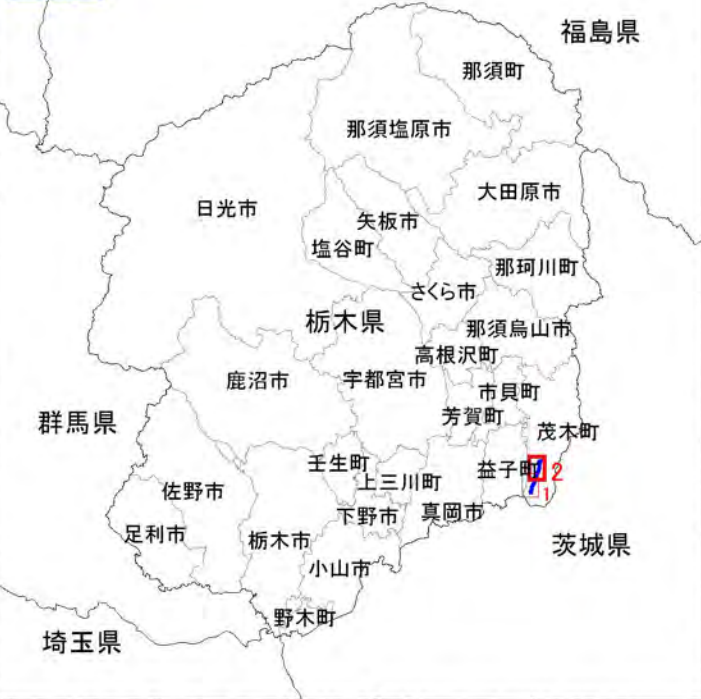 福島県
那須町
那須塩原市
大田原市
日光市
矢板市
塩谷町
那珂川町
さくら市
栃木県
那須烏山市
高根沢町
鹿沼市
宇都宮市
市貝町
芳賀町
群馬県
茂木町
壬生町
益子町
2
上三川町
佐野市
1
下野市
真岡市
足利市
栃木市
茨城県
小山市
野木町
埼玉県